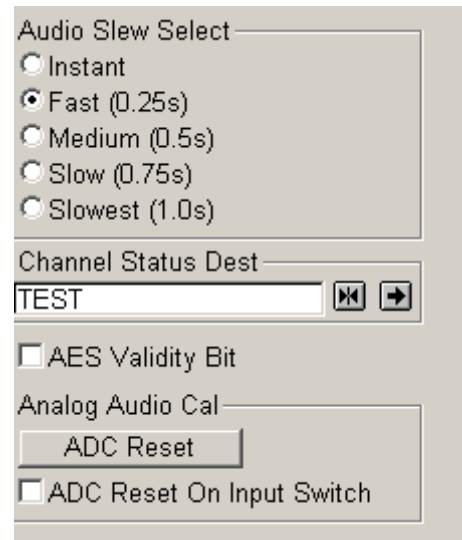 Audio Slew Select
Instant
Fast (0.25s)
Medium (0.5s)
Slow (0.75s)
Slowest (1.0s)
Channel Status Dest
TEST
AES Validity Bit
Analog Audio Cal
ADC Reset
ADC Reset On Input Switch